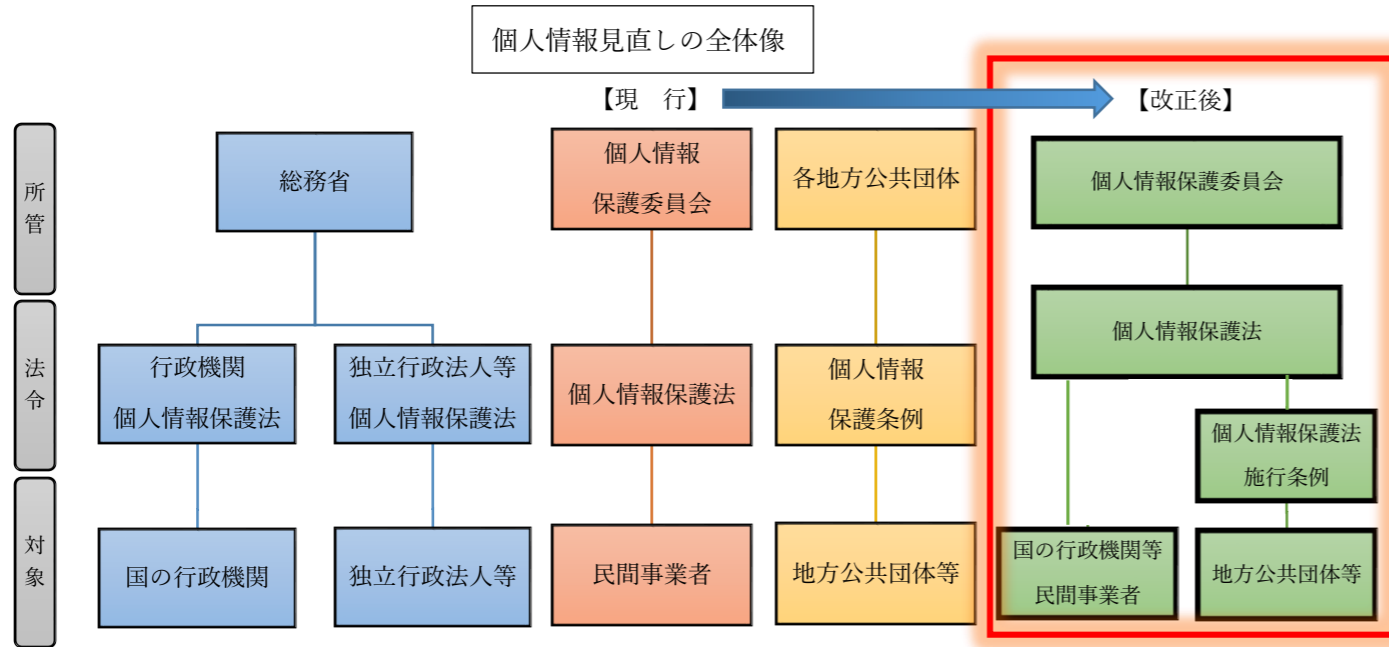 個人情報見直しの全体像
【現　行】
【改正後】
所
管
総務省
個人情報
保護委員会
各地方公共団体
個人情報保護委員会
法
令
行政機関
個人情報保護法
独立行政法人等
個人情報保護法
個人情報保護法
個人情報
保護条例
個人情報保護法
個人情報保護法
施行条例
対
象
国の行政機関
独立行政法人等
民間事業者
地方公共団体等
国の行政機関等
民間事業者
地方公共団体等